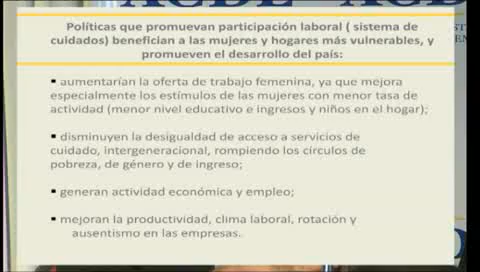 Políticas que promuevan participación laboral ( sistema de
cuidados) benefician a las mujeres y hogares más vulnerables, y
promueven el desarrollo del país:
▪ aumentarían la oferta de trabajo femenina, ya que mejora
especialmente los estímulos de las mujeres con menor tasa de
actividad (menor nivel educativo e ingresos y niños en el hogar);
▪ disminuyen la desigualdad de acceso a servicios de
cuidado, intergeneracional, rompiendo los círculos de
pobreza, de género y de ingreso;
▪ generan actividad económica y empleo;
▪ mejoran la productividad, clima laboral, rotación y
ausentismo en las empresas.